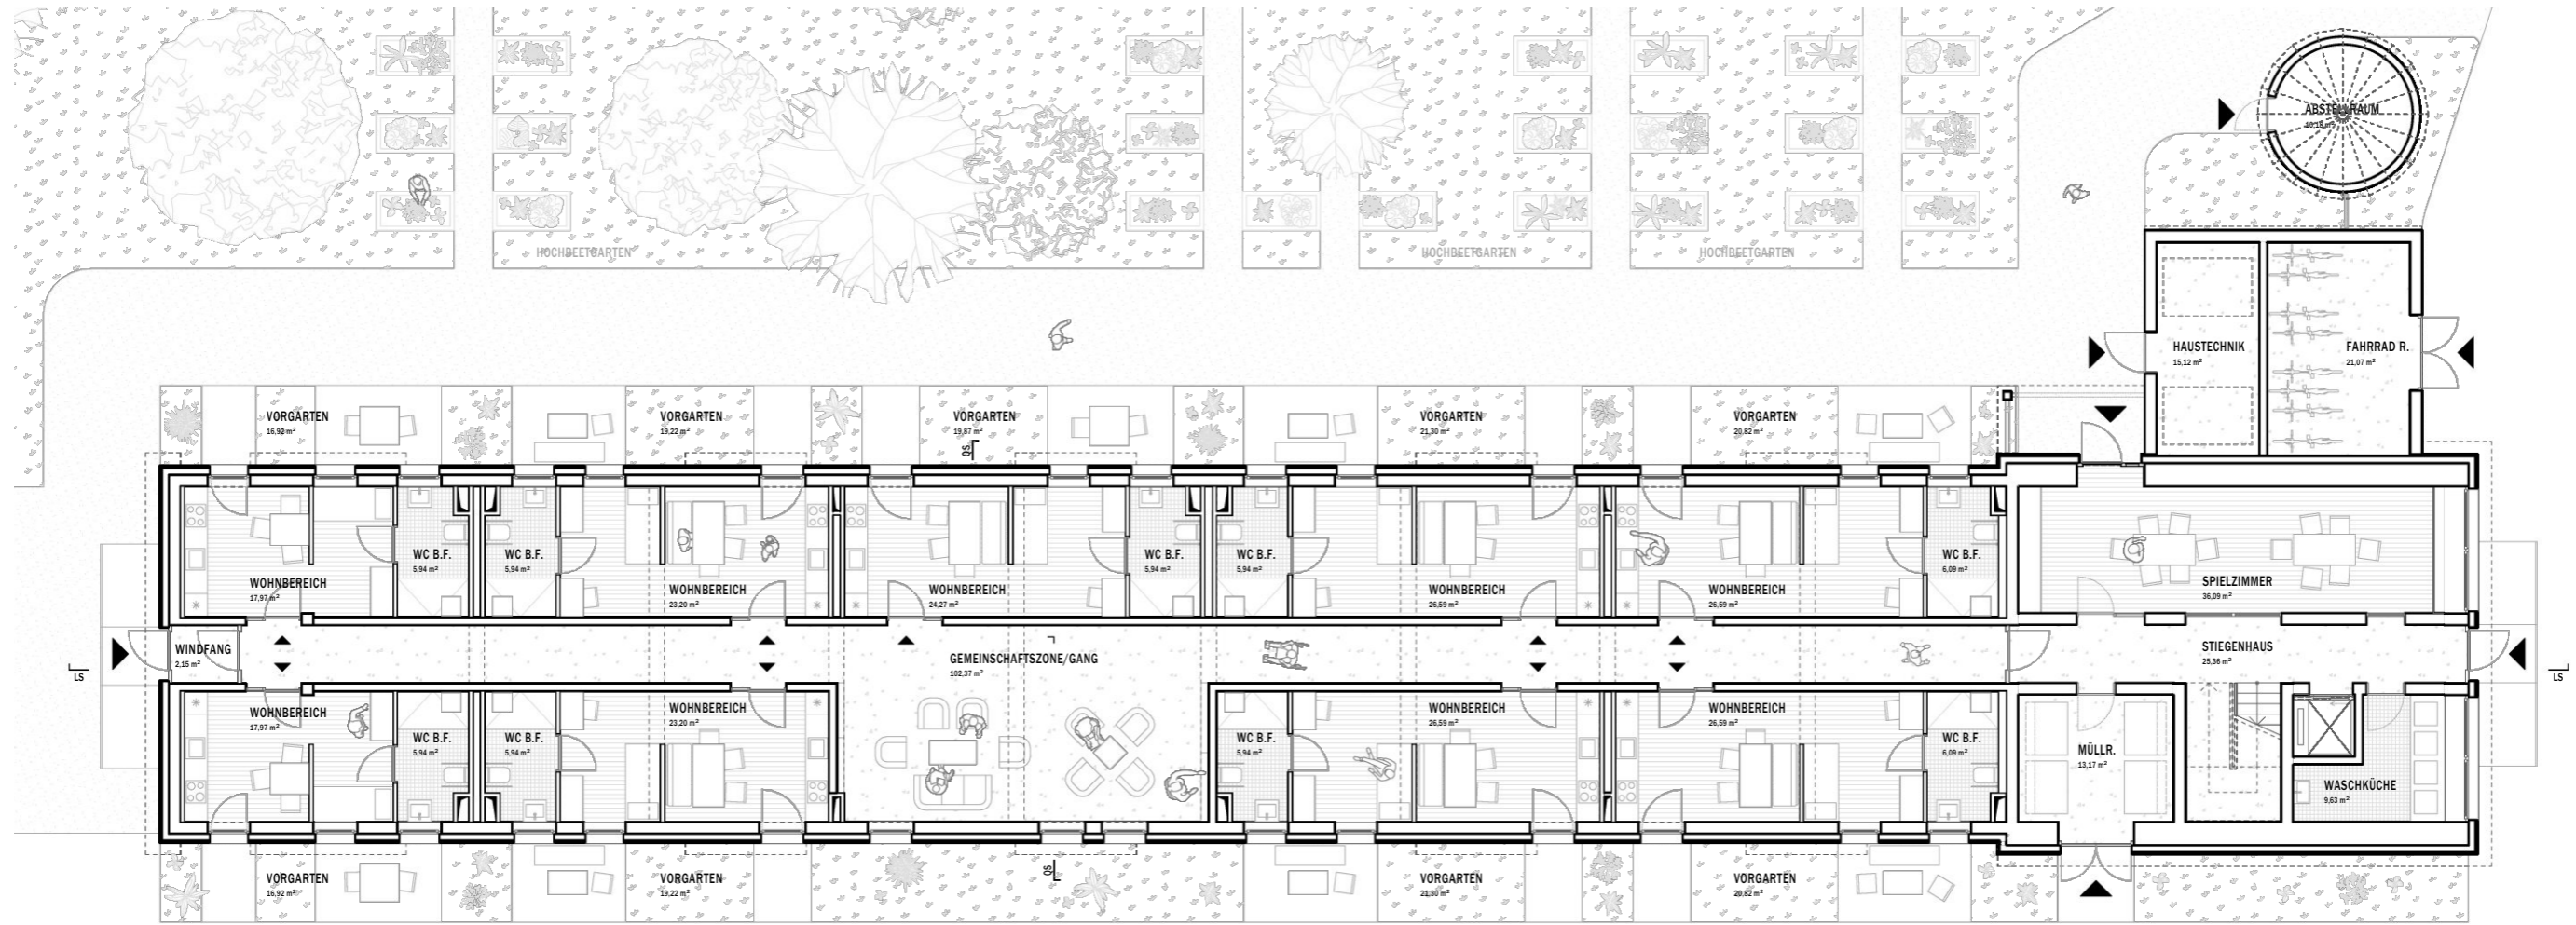 ABSTELLRAUM
HOCHBEETGARTEN
HOCHBEETGARTEN
HOCHBEETGARTEN
HAUSTECHNIK
15,12 m²
FAHRRAD R.
21,07 m²
VORGARTEN
16,92 m²
VORGARTEN
19,22 m²
VORGARTEN
19,87 m²
VORGARTEN
21,30 m²
VORGARTEN
20,82 m²
QS
WC B.F.
5,94 m²
WC B.F.
5,94 m²
WC B.F.
5,94 m²
WC B.F.
5,94 m²
WC B.F.
6,09 m²
WOHNBEREICH
17,97 m²
WOHNBEREICH
23,20 m²
WOHNBEREICH
24,27 m²
WOHNBEREICH
26,59 m²
WOHNBEREICH
26,59 m²
SPIELZIMMER
36,09 m²
WINDFANG
2,15 m²
GEMEINSCHAFTSZONE/GANG
102,37 m²
STIEGENHAUS
25,36 m²
LS
LS
WOHNBEREICH
17,97 m²
WOHNBEREICH
23,20 m²
WOHNBEREICH
26,59 m²
WOHNBEREICH
26,59 m²
WC B.F.
5,94 m²
WC B.F.
5,94 m²
WC B.F.
5,94 m²
WC B.F.
6,09 m²
MÜLLR.
13,17 m²
WASCHKÜCHE
9,63 m²
QS
VORGARTEN
16,92 m²
VORGARTEN
19,22 m²
VORGARTEN
21,30 m²
VORGARTEN
20,82 m²